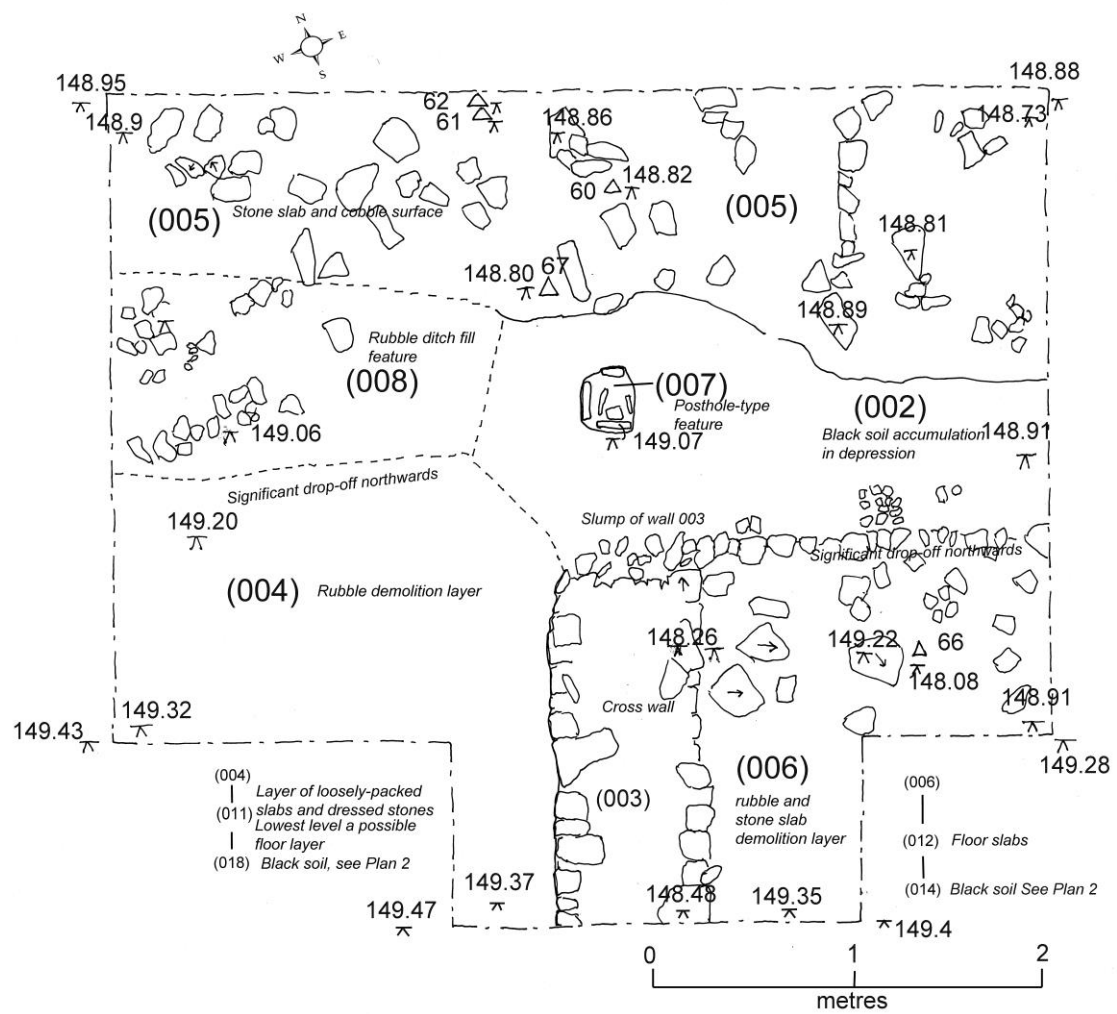 N
W
E
S
148.95
148.9
62
61
148.86
148.88
148.73
60
148.82
(005)
Stone slab and cobble surface
(005)
148.81
148.80
67
148.89
Rubble ditch fill
feature
(008)
(007)
Posthole-type
feature
(002)
Black soil accumulation
in depression
148.91
149.06
149.07
Significant drop-off northwards
Slump of wall 003
Significant drop-off northwards
149.20
(004)
Rubble demolition layer
148.26
149.22
66
148.08
Cross wall
148.91
149.43
149.32
149.28
(004)
Layer of loosely-packed
(011) slabs and dressed stones
Lowest level a possible
floor layer
(018) Black soil, see Plan 2
(003)
(006)
rubble and
stone slab
demolition layer
(006)
(012) Floor slabs
(014) Black soil See Plan 2
149.37
149.47
148.48
149.35
149.4
0
1
2
metres